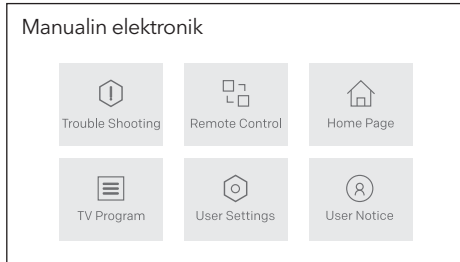 Manualin elektronik
Trouble Shooting
Remote Control
Home Page
TV Program
User Settings
User Notice